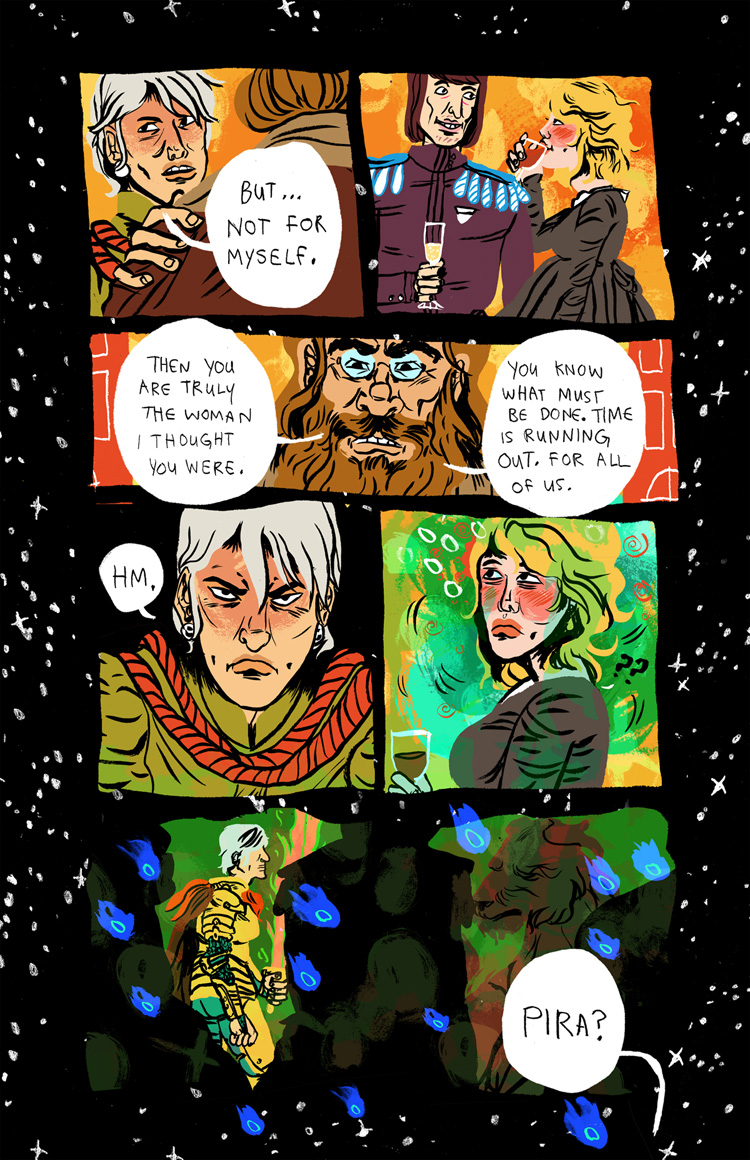 BUT...
NOT FOR
MYSELF.
THEN YOU
ARE TRULY
THE WOMAN
I THOUGHT
YOU WERE.
YOU KNOW
WHAT MUST
BE DONE. TIME
IS RUNNING
OUT. FOR ALL
OF US.
HM.
??
PIRA?